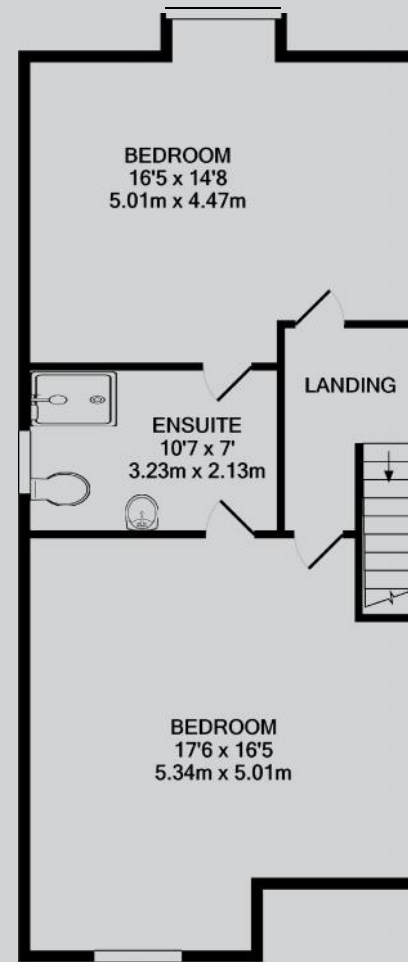 BEDROOM
16'5 x 14'8
5.01m x 4.47m
LANDING
ENSUITE
10'7 x 7'
3.23m x 2.13m
BEDROOM
17'6 x 16'5
5.34m x 5.01m